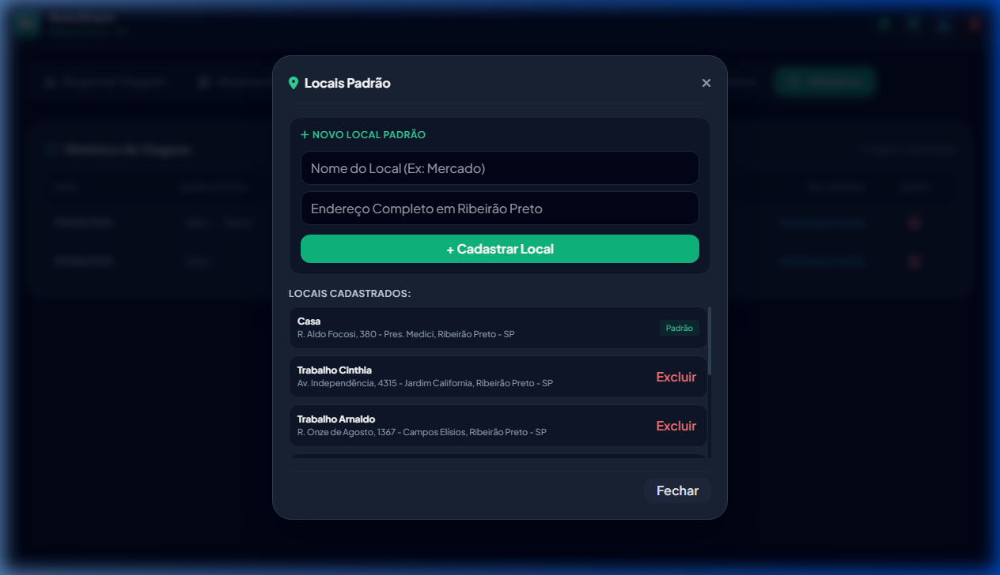 Locais Padrão
+ NOVO LOCAL PADRÃO
Nome do Local (Ex: Mercado)
Endereço Completo em Ribeirão Preto
+ Cadastrar Local
LOCAIS CADASTRADOS:
Casa
R. Aldo Focosi, 380 - Pres. Medici, Ribeirão Preto - SP
Padrão
Trabalho Cinthia
Av. Independência, 4315 - Jardim California, Ribeirão Preto - SP
Excluir
Trabalho Arnaldo
R. Onze de Agosto, 1367 - Campos Elísios, Ribeirão Preto - SP
Excluir
Fechar